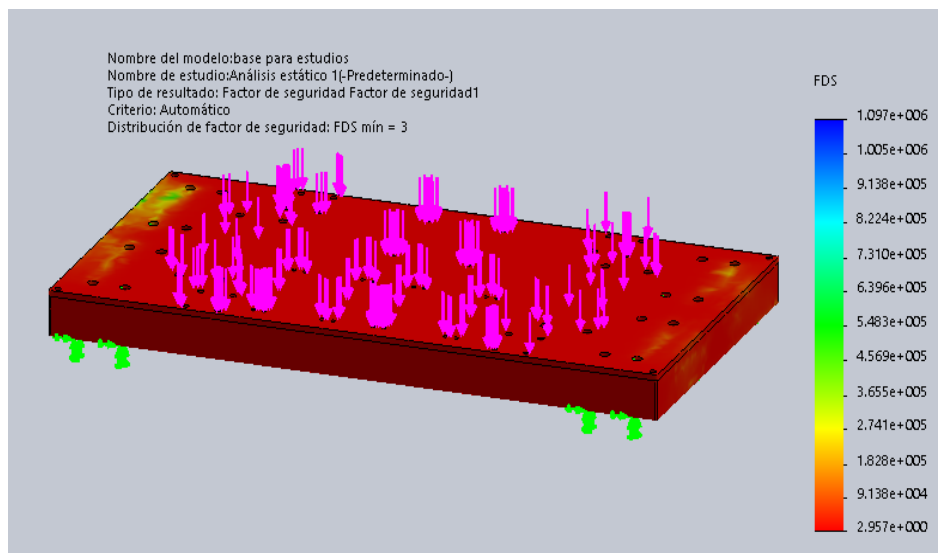 Nombre del modelo:base para estudios
Nombre de estudio:Análisis estático 1(-Predeterminado-)
Tipo de resultado: Factor de seguridad Factor de seguridad1
Criterio: Automático
Distribución de factor de seguridad: FDS mín = 3
FDS
1.097e+006
1.005e+006
9.138e+005
8.224e+005
7.310e+005
6.396e+005
5.483e+005
4.569e+005
3.655e+005
2.741e+005
1.828e+005
9.138e+004
2.957e+000